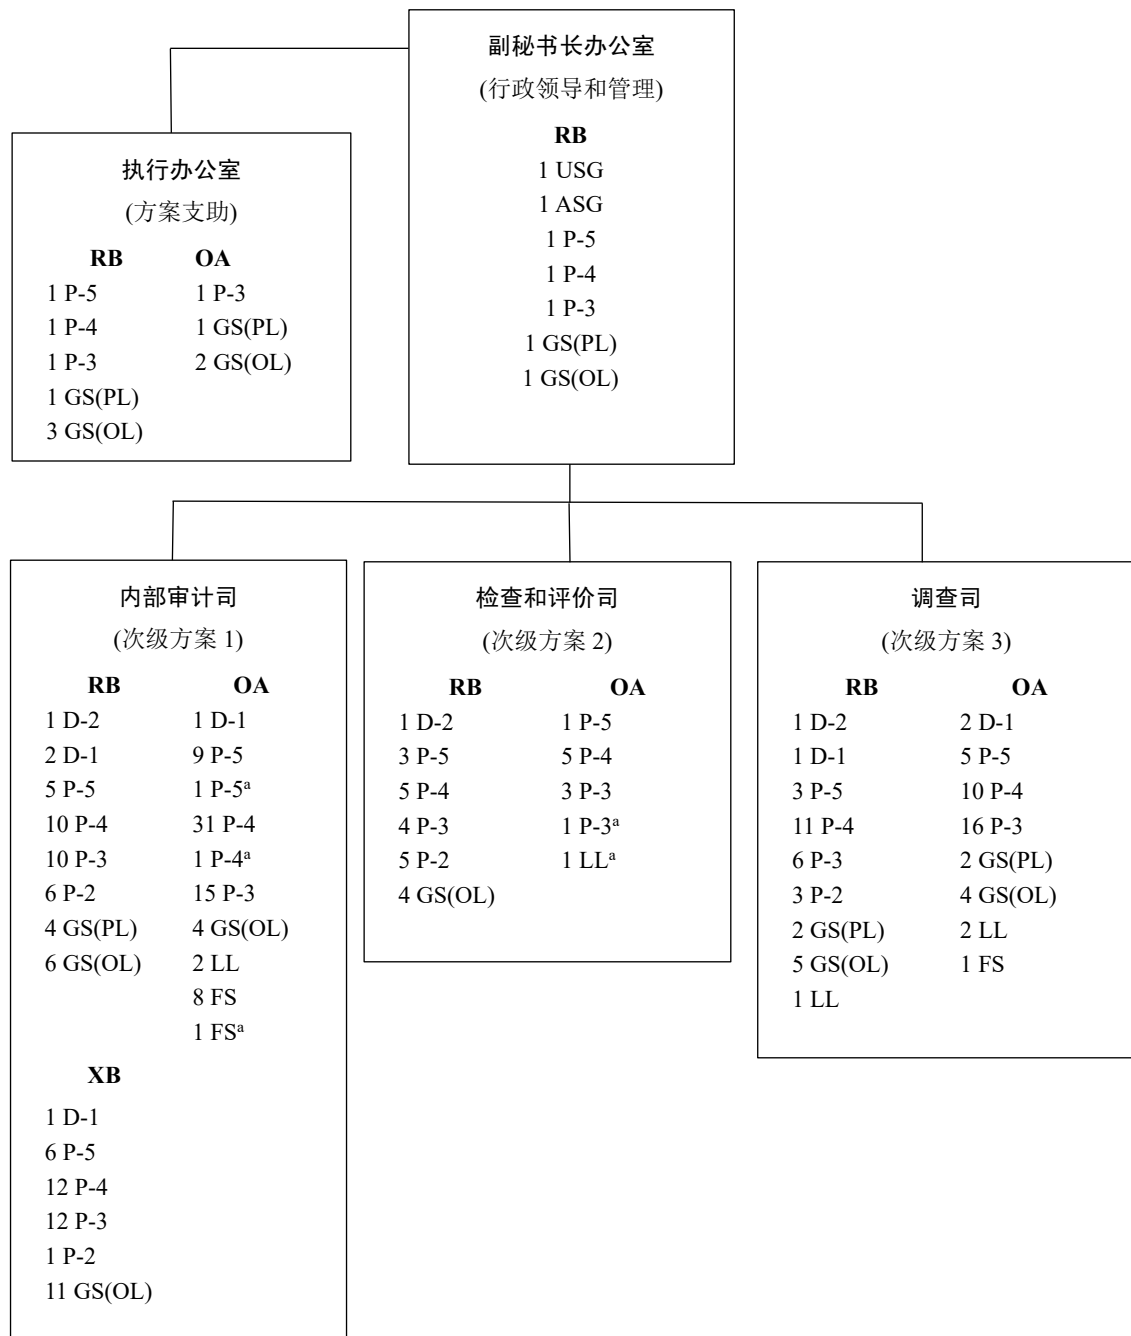 副秘书长办公室
(行政领导和管理)
RB
1 USG
1 ASG
1 P-5
1 P-4
1 P-3
1 GS(PL)
1 GS(OL)
执行办公室
(方案支助)
RB OA
1 P-5 1 P-3
1 P-4 1 GS(PL)
1 P-3 2 GS(OL)
1 GS(PL)
3 GS(OL)
内部审计司
(次级方案 1)
RB OA
1 D-2 1 D-1
2 D-1 9 P-5
5 P-5 1 P-5ᵃ
10 P-4 31 P-4
10 P-3 1 P-4ᵃ
6 P-2 15 P-3
4 GS(PL) 4 GS(OL)
6 GS(OL) 2 LL
8 FS
1 FSᵃ
XB
1 D-1
6 P-5
12 P-4
12 P-3
1 P-2
11 GS(OL)
检查和评价司
(次级方案 2)
RB OA
1 D-2 1 P-5
3 P-5 5 P-4
5 P-4 3 P-3
4 P-3 1 P-3ᵃ
5 P-2 1 LLᵃ
4 GS(OL)
调查司
(次级方案 3)
RB OA
1 D-2 2 D-1
1 D-1 5 P-5
3 P-5 10 P-4
11 P-4 16 P-3
6 P-3 2 GS(PL)
3 P-2 4 GS(OL)
2 GS(PL) 2 LL
5 GS(OL) 1 FS
1 LL